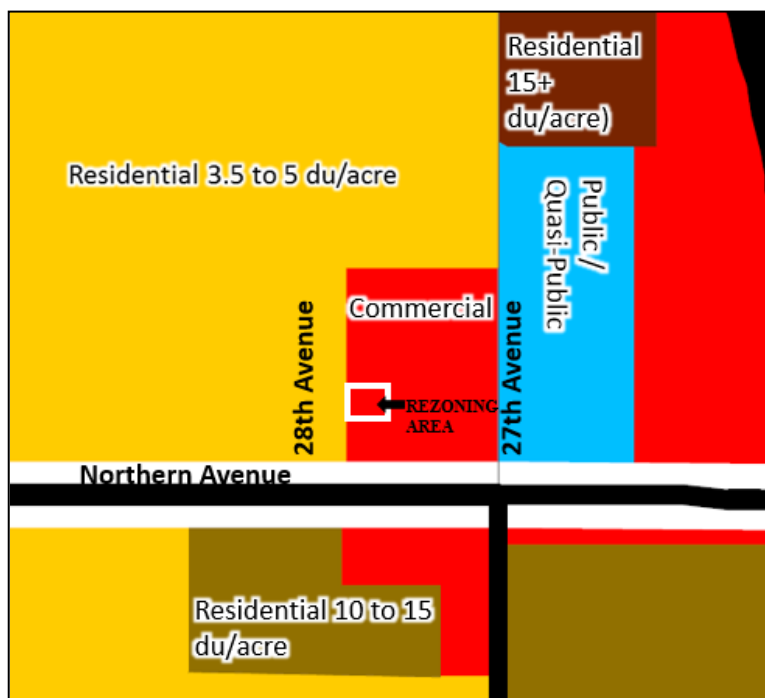 Residential
15+
du/acre)
Residential 3.5 to 5 du/acre
Public /
Quasi-Public
Commercial
28th Avenue
27th Avenue
REZONING
AREA
Northern Avenue
Residential 10 to 15
du/acre